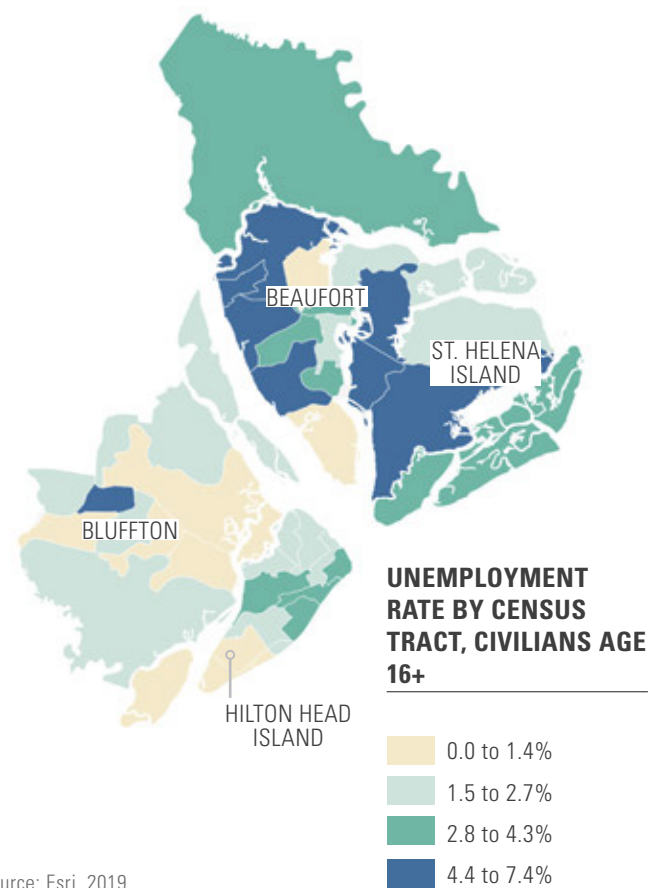 BEAUFORT
ST. HELENA
ISLAND
BLUFFTON
HILTON HEAD
ISLAND
UNEMPLOYMENT
RATE BY CENSUS
TRACT, CIVILIANS AGE
16+
0.0 to 1.4%
1.5 to 2.7%
2.8 to 4.3%
4.4 to 7.4%
urce: Esri, 2019